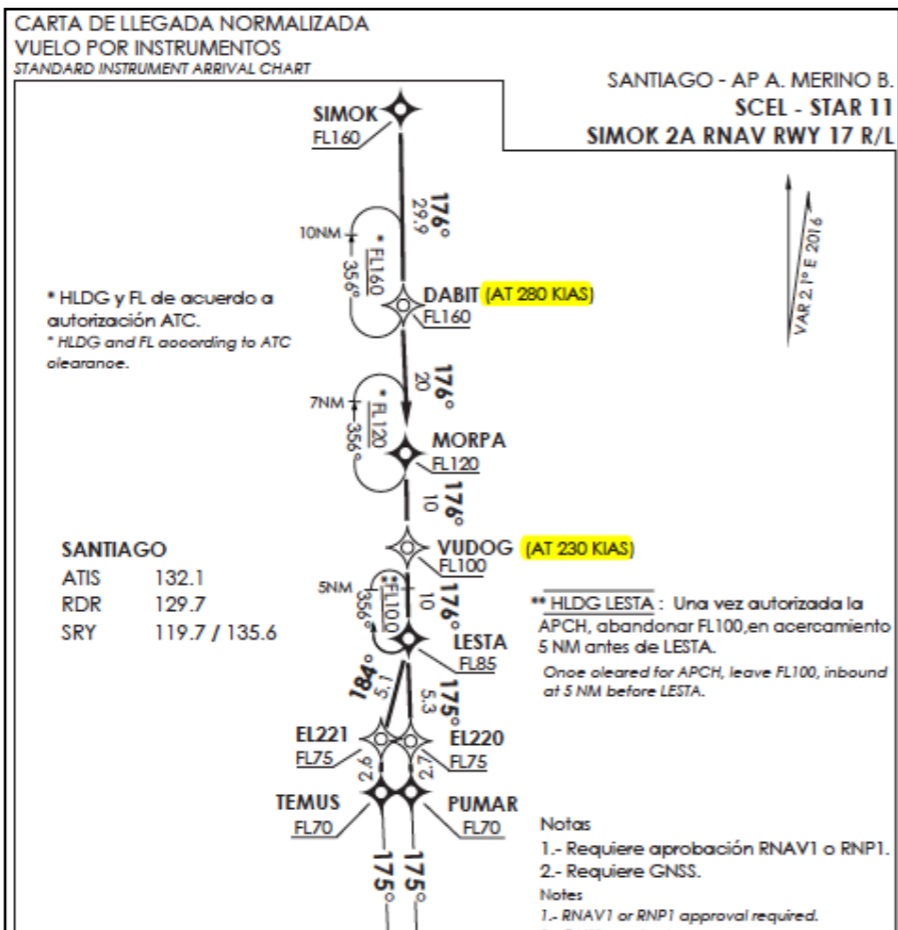 CARTA DE LLEGADA NORMALIZADA
VUELO POR INSTRUMENTOS
STANDARD INSTRUMENT ARRIVAL CHART
SANTIAGO - AP A. MERINO B.
SCEL - STAR 11
SIMOK 2A RNAV RWY 17 R/L
SIMOK
FL160
176°
29.9
VAR 2.1° E 2016
10NM
* FL160
356°
DABIT (AT 280 KIAS)
FL160
* HLDG y FL de acuerdo a
autorización ATC.
* HLDG and FL aooording to ATC
olearanoe.
176°
20
7NM
* FL120
356°
MORPA
FL120
176°
10
SANTIAGO
ATIS 132.1
RDR 129.7
SRY 119.7 / 135.6
VUDOG (AT 230 KIAS)
FL100
5NM
**FL100
356°
176°
10
LESTA
FL85
** HLDG LESTA : Una vez autorizada la
APCH, abandonar FL100,en acercamiento
5 NM antes de LESTA.
Onoe oleared for APCH, leave FL100, inbound
at 5 NM before LESTA.
184°
5.1
175°
5.3
EL221
FL75
EL220
FL75
2.6
2.7
TEMUS
FL70
PUMAR
FL70
175°
175°
Notas
1.- Requiere aprobación RNAV1 o RNP1.
2.- Requiere GNSS.
Notes
1.- RNAV1 or RNP1 approval required.